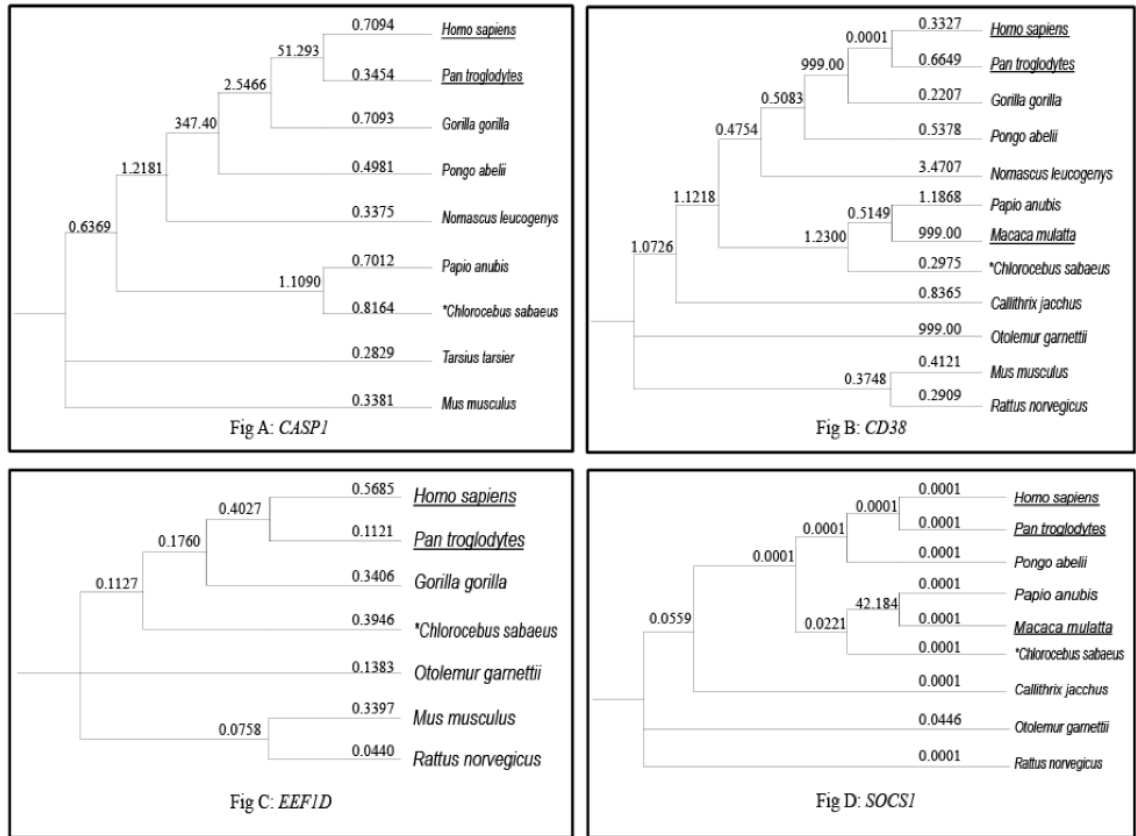 0.7094
Homo sapiens
51.293
0.3454
Pan troglodytes
2.5466
0.7093
Gorilla gorilla
347.40
0.4981
Pongo abelii
1.2181
0.3375
Nomascus leucogenys
0.6369
0.7012
Papio anubis
1.1090
0.8164
*Chlorocebus sabaeus
0.2829
Tarsius tarsier
0.3381
Mus musculus
Fig A: CASP1
0.3327
Homo sapiens
0.0001
0.6649
Pan troglodytes
999.00
0.2207
Gorilla gorilla
0.5083
0.5378
Pongo abelii
0.4754
3.4707
Nomascus leucogenys
1.1218
1.1868
Papio anubis
0.5149
999.00
Macaca mulatta
1.2300
0.2975
*Chlorocebus sabaeus
1.0726
0.8365
Callithrix jacchus
999.00
Otolemur garnettii
0.4121
Mus musculus
0.3748
0.2909
Rattus norvegicus
Fig B: CD38
0.5685
Homo sapiens
0.4027
0.1121
Pan troglodytes
0.1760
0.3406
Gorilla gorilla
0.1127
0.3946
*Chlorocebus sabaeus
0.1383
Otolemur garnettii
0.3397
Mus musculus
0.0758
0.0440
Rattus norvegicus
Fig C: EEF1D
0.0001
Homo sapiens
0.0001
0.0001
Pan troglodytes
0.0001
0.0001
Pongo abelii
0.0001
Papio anubis
42.184
0.0001
Macaca mulatta
0.0559
0.0221
0.0001
*Chlorocebus sabaeus
0.0001
Callithrix jacchus
0.0446
Otolemur garnettii
0.0001
Rattus norvegicus
Fig D: SOCS1